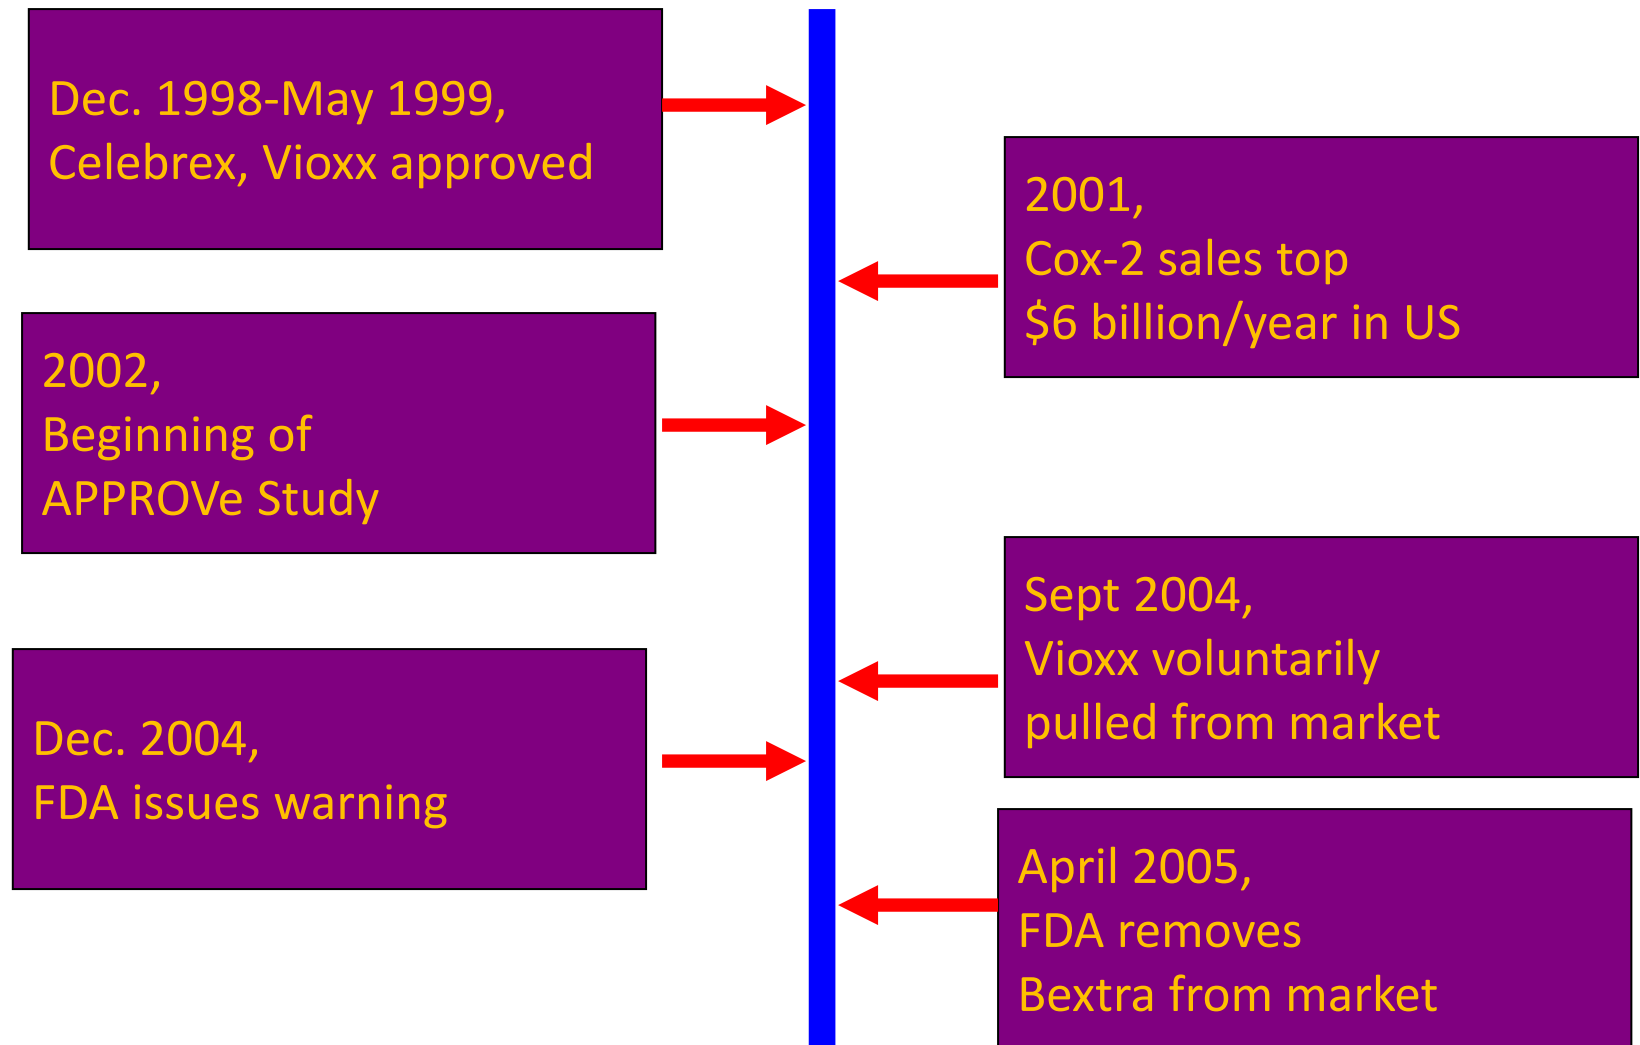 Dec. 1998-May 1999,
Celebrex, Vioxx approved
2001,
Cox-2 sales top
$6 billion/year in US
2002,
Beginning of
APPROVe Study
Sept 2004,
Vioxx voluntarily
pulled from market
Dec. 2004,
FDA issues warning
April 2005,
FDA removes
Bextra from market